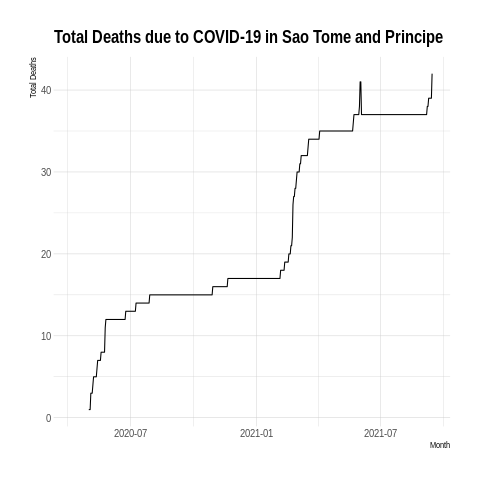 Total Deaths due to COVID-19 in Sao Tome and Principe
Total Deaths
40
30
20
10
0
2020-07
2021-01
2021-07
Month